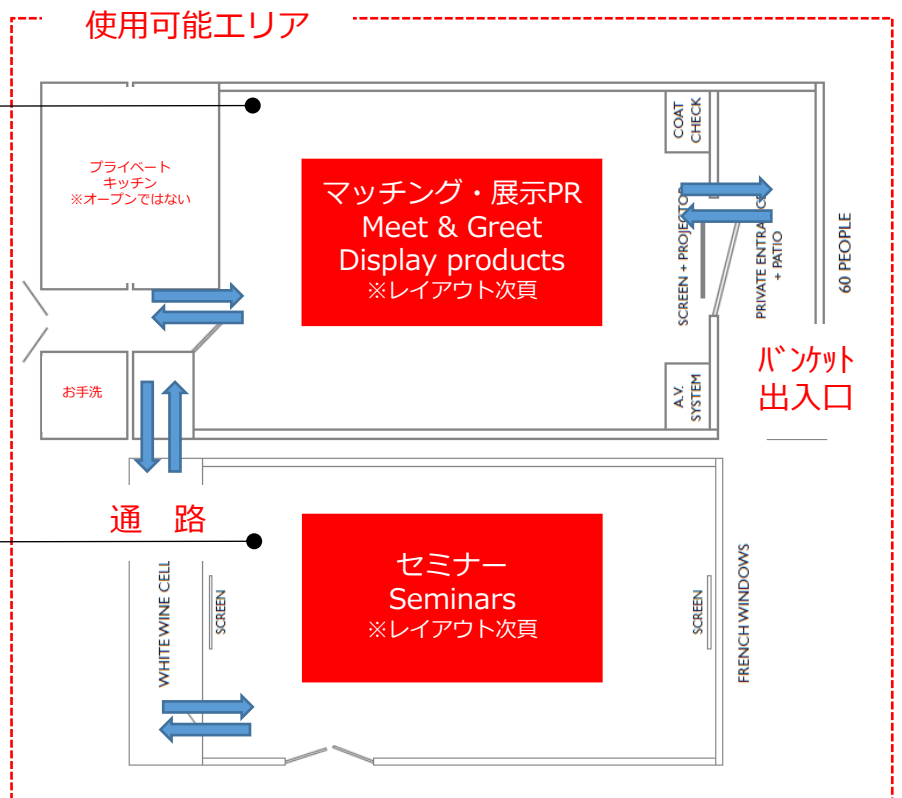 使用可能エリア
プライベート
キッチン
※オープンではない
マッチング・展示PR
Meet & Greet
Display products
※レイアウト次頁
COAT
CHECK
SCREEN + PROJECTOR
PRIVATE ENTRA
+ PATIO
60 PEOPLE
お手洗
A.V.
SYSTEM
バンケット
出入口
通 路
セミナー
Seminars
※レイアウト次頁
WHITE WINE CELL
SCREEN
SCREEN
FRENCH WINDOWS